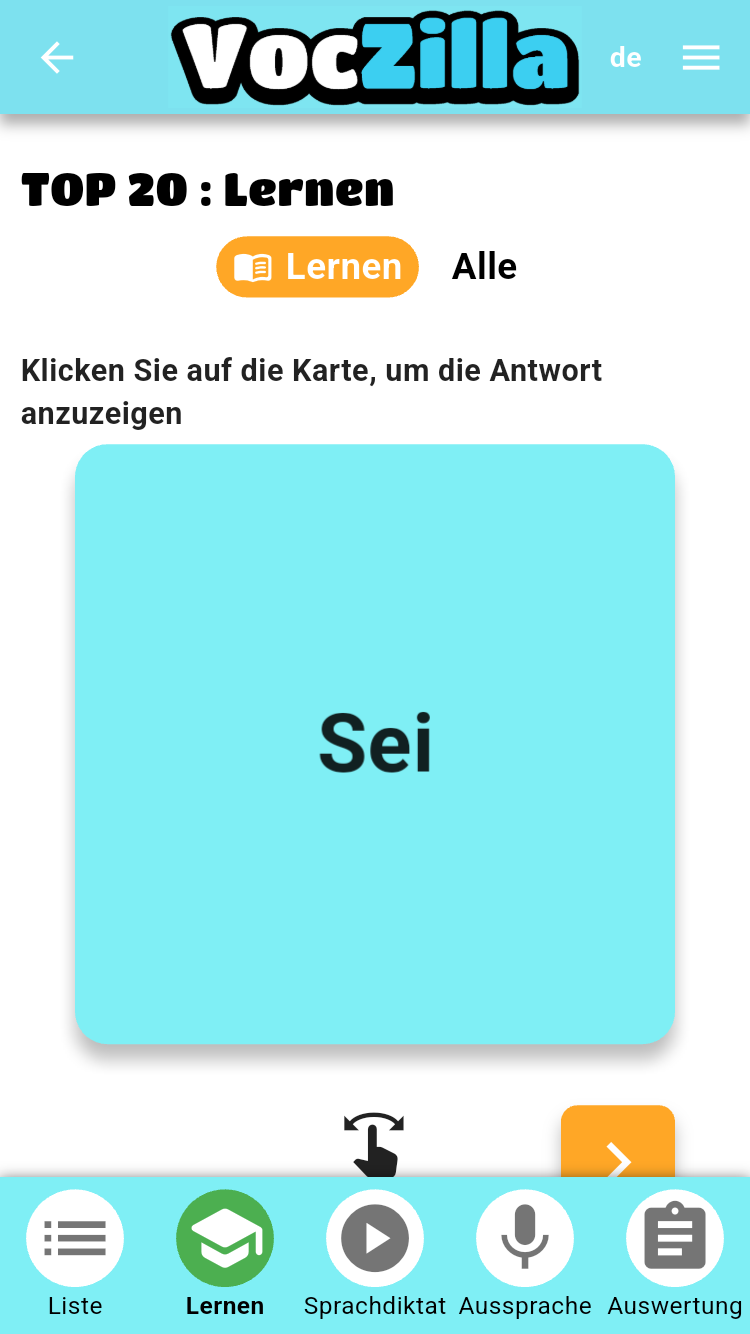 VocZilla
de
TOP 20 : Lernen
Lernen
Alle
Klicken Sie auf die Karte, um die Antwort
anzuzeigen
Sei
Liste
Lernen
Sprachdiktat
Aussprache
Auswertung